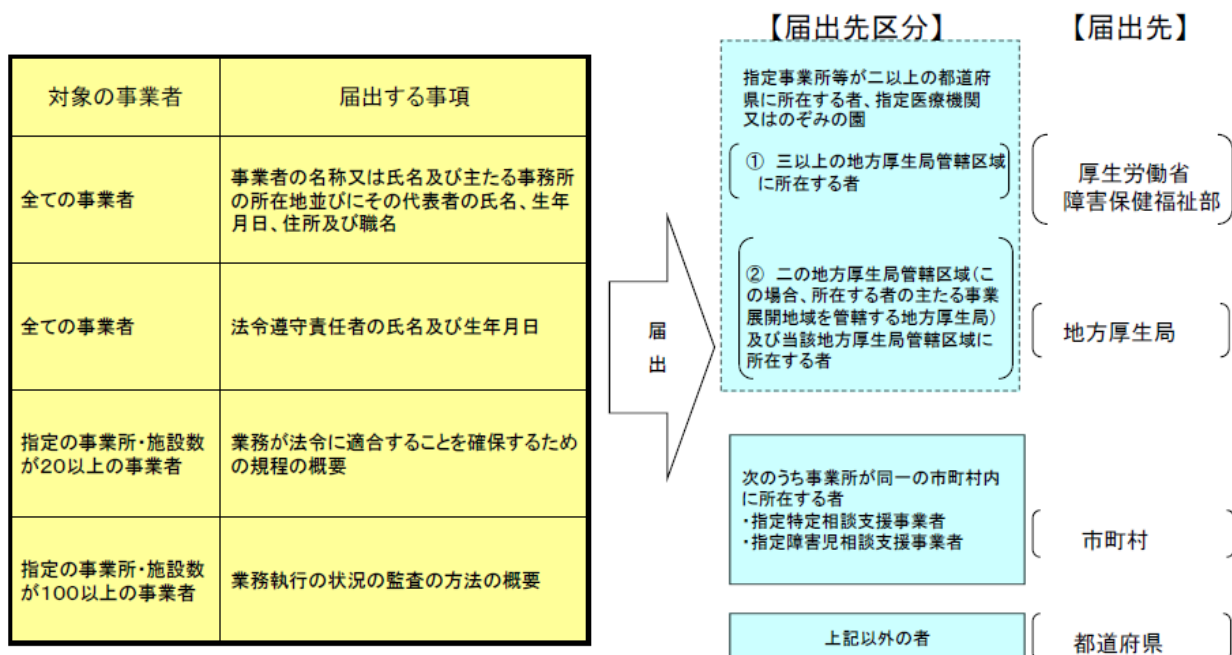 【届出先区分】
【届出先】
対象の事業者
届出する事項
全ての事業者
事業者の名称又は氏名及び主たる事務所
の所在地並びにその代表者の氏名、生年
月日、住所及び職名
全ての事業者
法令遵守責任者の氏名及び生年月日
指定の事業所・施設数
が20以上の事業者
業務が法令に適合することを確保するため
の規程の概要
指定の事業所・施設数
が100以上の事業者
業務執行の状況の監査の方法の概要
届
出
指定事業所等が二以上の都道府
県に所在する者、指定医療機関
又はのぞみの園
① 三以上の地方厚生局管轄区域
に所在する者
厚生労働省
障害保健福祉部
② 二の地方厚生局管轄区域(こ
の場合、所在する者の主たる事業
展開地域を管轄する地方厚生局)
及び当該地方厚生局管轄区域に
所在する者
地方厚生局
次のうち事業所が同一の市町村内
に所在する者
・指定特定相談支援事業者
・指定障害児相談支援事業者
市町村
上記以外の者
都道府県